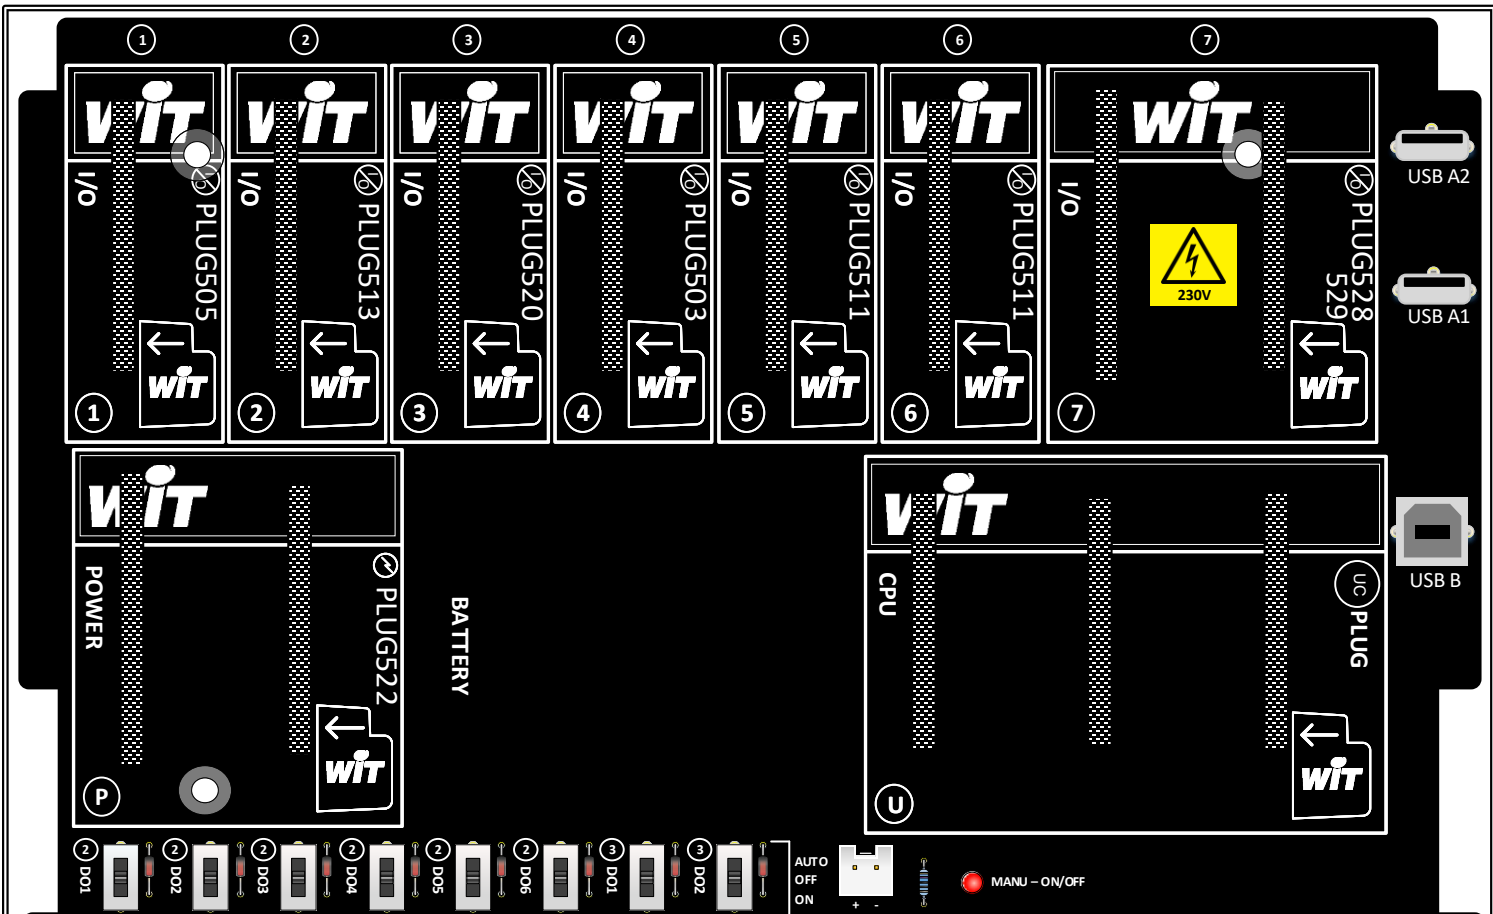 1 2 3 4 5 6 7
WiT WiT WiT WiT WiT WiT WiT
I/O I/O PLUG505
WiT
1
I/O I/O PLUG513
WiT
2
I/O I/O PLUG520
WiT
3
I/O I/O PLUG503
WiT
4
I/O I/O PLUG511
WiT
5
I/O I/O PLUG511
WiT
6
I/O I/O PLUG528
529
230V
WiT
7
USB A2
USB A1
USB B
WiT
POWER
PLUG522
WiT
P
BATTERY
WiT
CPU
UC PLUG
WiT
U
2 DO1
2 DO2
2 DO3
2 DO4
2 DO5
2 DO6
3 DO1
3 DO2
AUTO
OFF
ON
+ -
MANU – ON/OFF